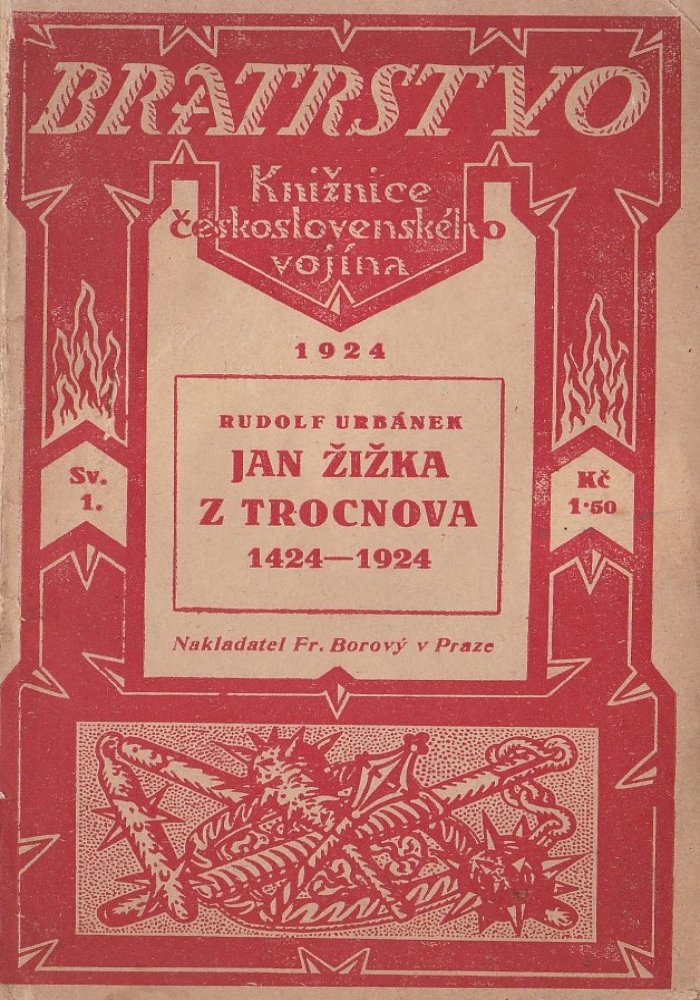 BRATRSTVO
Knižnice
československého
vojína
1924
RUDOLF URBÁNEK
JAN ŽIŽKA
Z TROCNOVA
1424—1924
Sv.
1.
Kč
1·50
Nakladatel Fr. Borový v Praze